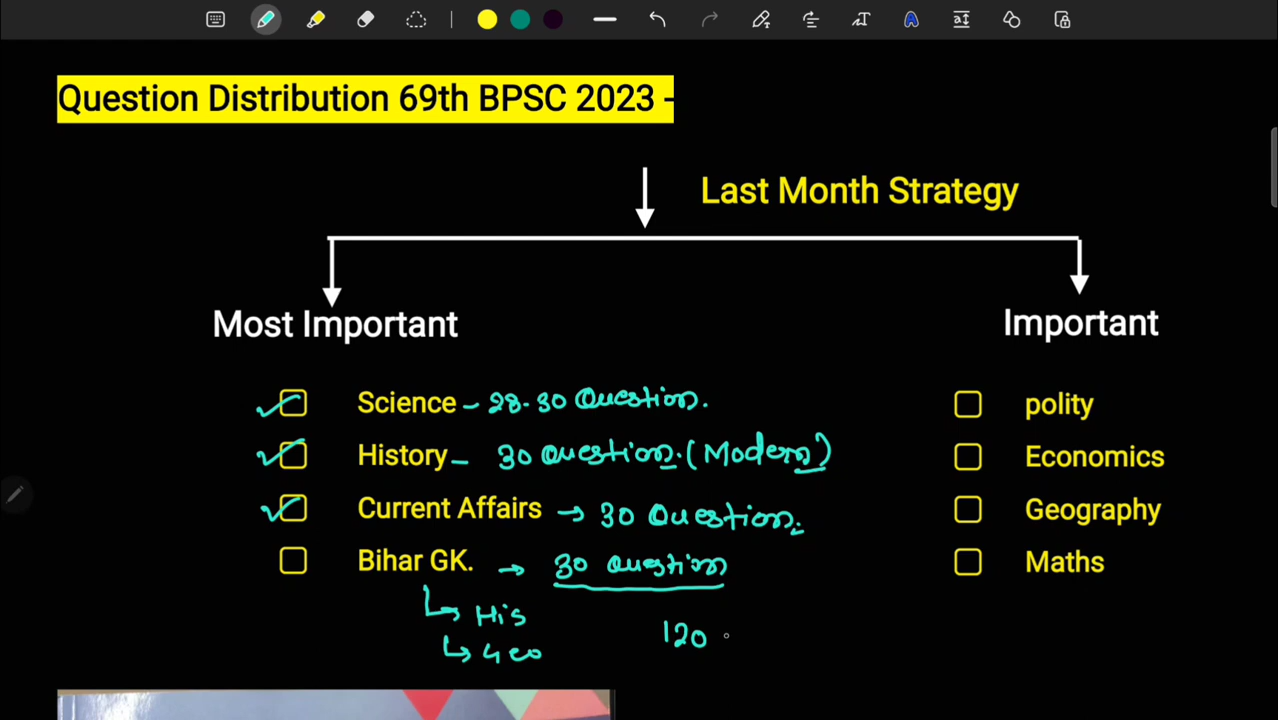 Question Distribution 69th BPSC 2023 -
Last Month Strategy
Most Important
Important
Science - 28-30 Question.
History - 30 Question. (Modern)
Current Affairs → 30 Question.
Bihar GK. → 30 Question
His
Geo
120
polity
Economics
Geography
Maths